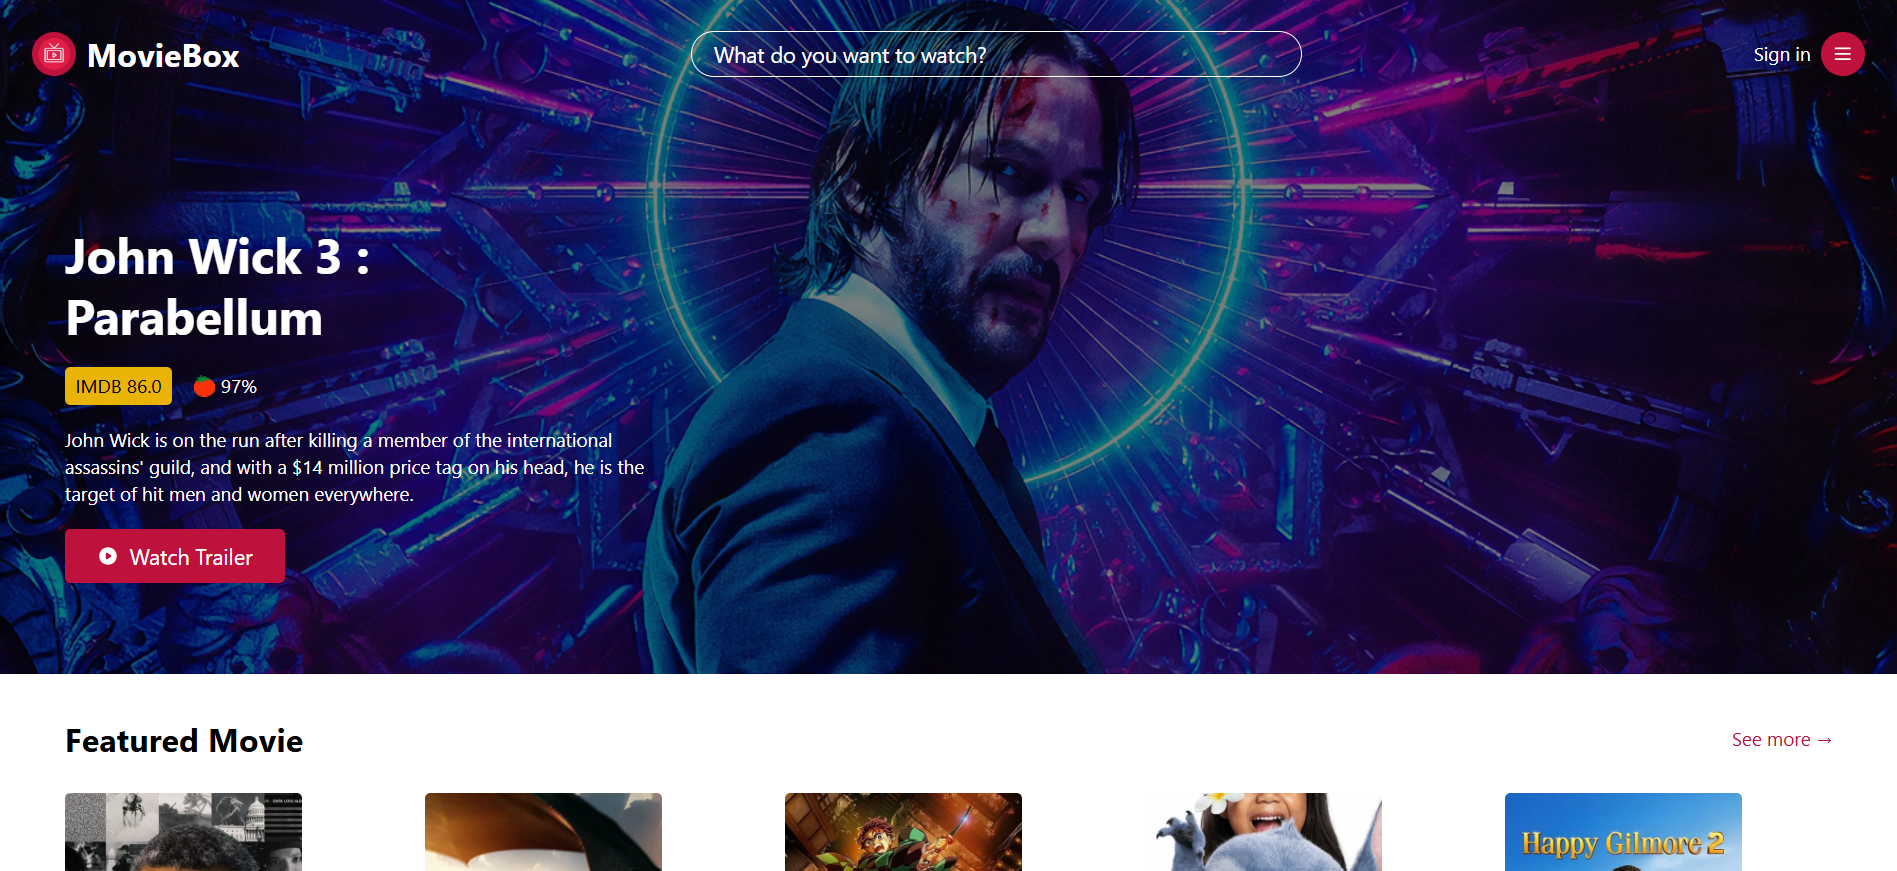 MovieBox
What do you want to watch?
Sign in
John Wick 3 :
Parabellum
IMDB 86.0
97%
John Wick is on the run after killing a member of the international
assassins' guild, and with a $14 million price tag on his head, he is the
target of hit men and women everywhere.
Watch Trailer
Featured Movie
See more →
Happy Gilmore 2